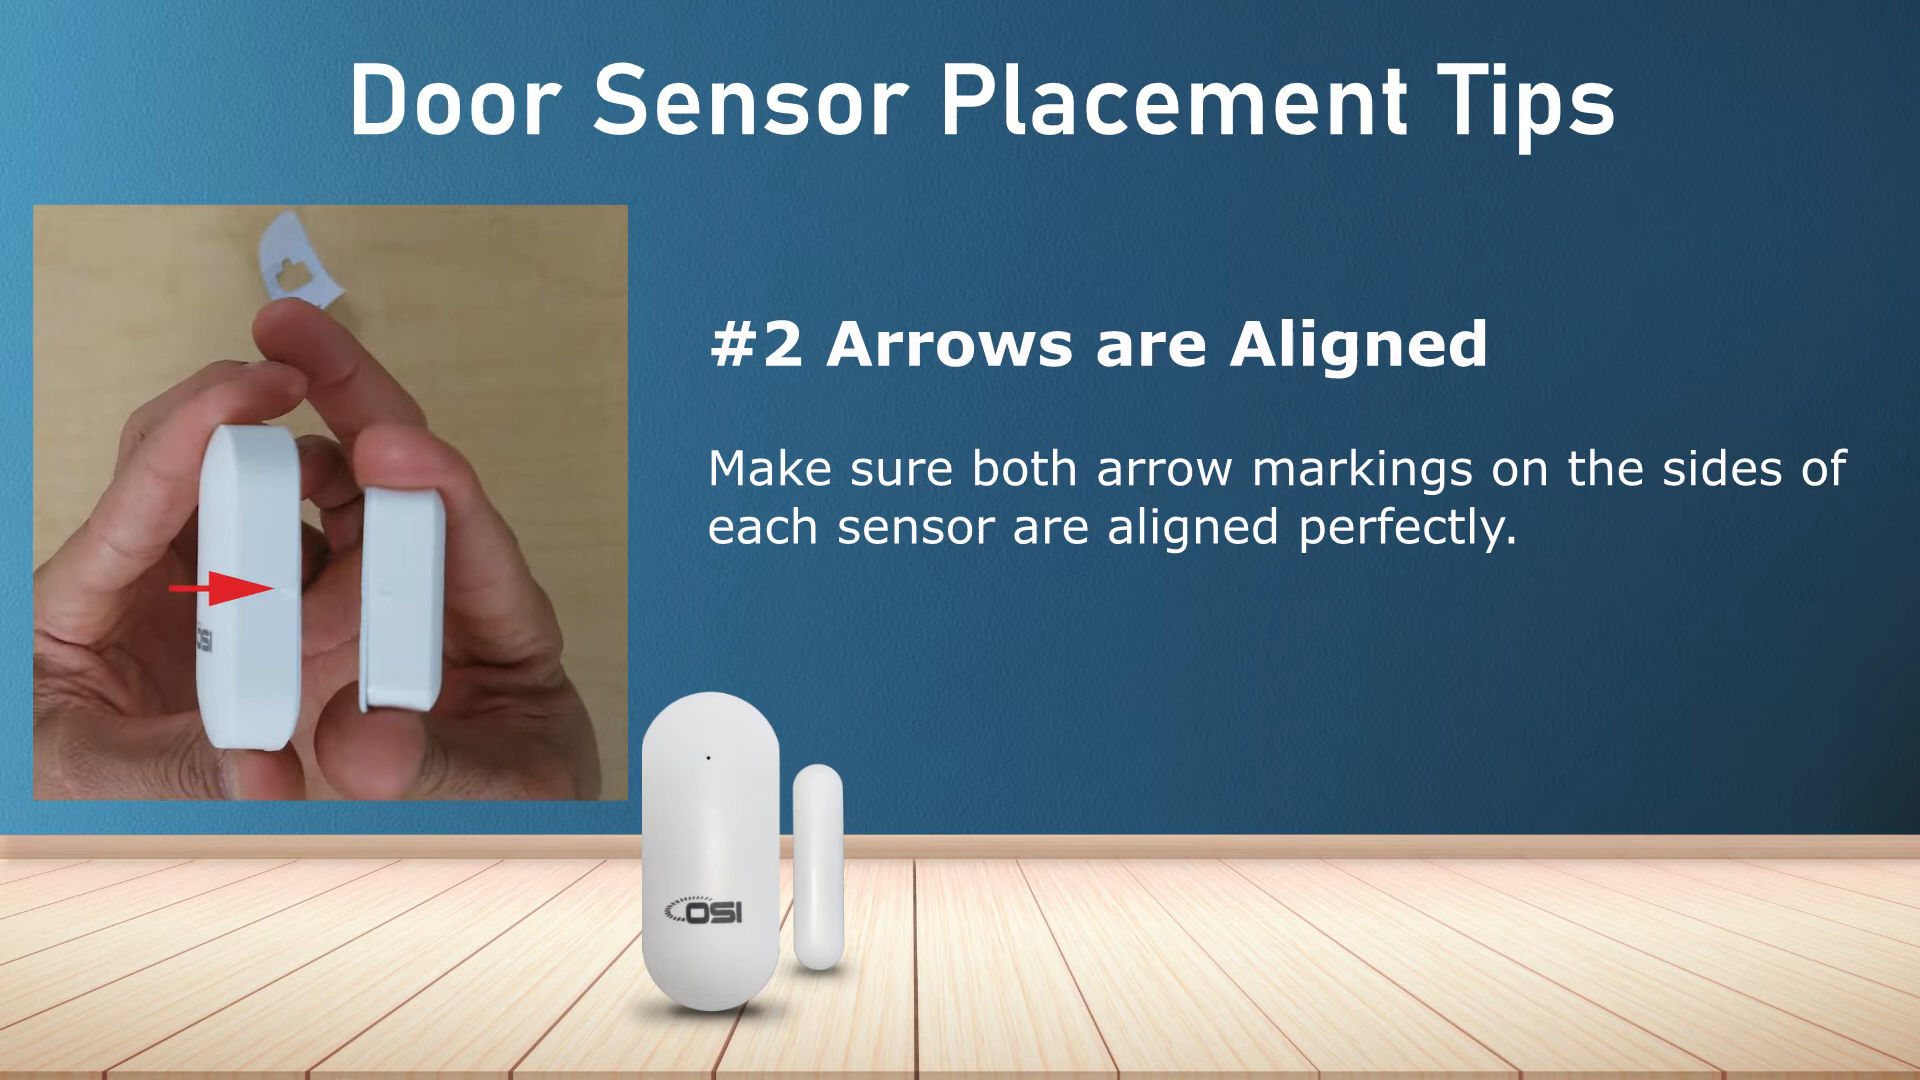 Door Sensor Placement Tips
#2 Arrows are Aligned
Make sure both arrow markings on the sides of
each sensor are aligned perfectly.
OSI
OSI